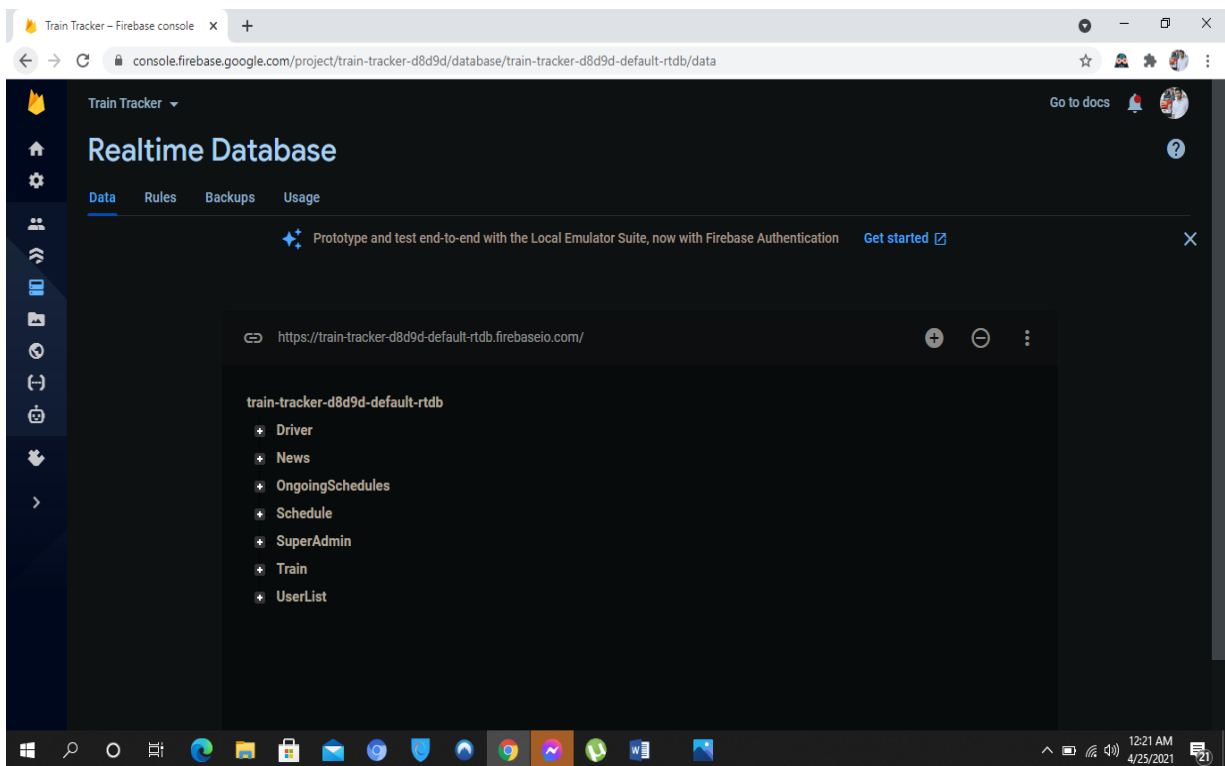 Train Tracker – Firebase console
console.firebase.google.com/project/train-tracker-d8d9d/database/train-tracker-d8d9d-default-rtdb/data
Train Tracker
Go to docs
Realtime Database
Data Rules Backups Usage
Prototype and test end-to-end with the Local Emulator Suite, now with Firebase Authentication Get started
https://train-tracker-d8d9d-default-rtdb.firebaseio.com/
train-tracker-d8d9d-default-rtdb
Driver
News
OngoingSchedules
Schedule
SuperAdmin
Train
UserList
12:21 AM
4/25/2021
21